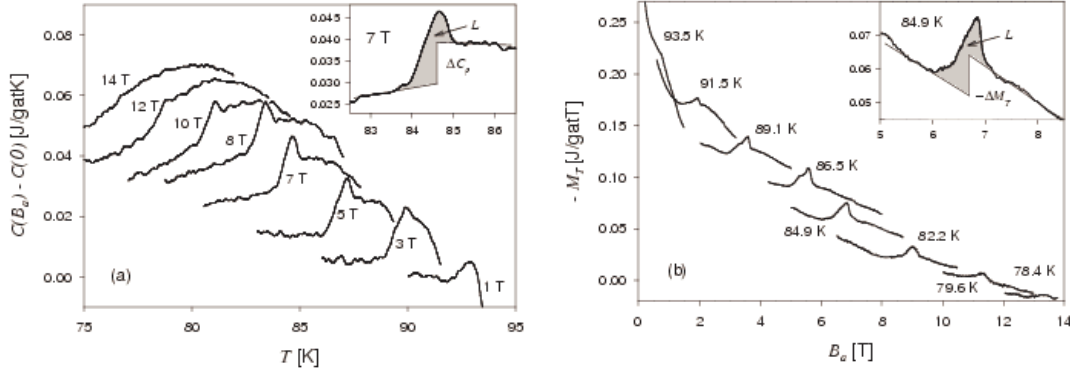 C(B_a) - C(0) [J/gatK]
0.08
0.06
0.04
0.02
0.00
14 T
12 T
10 T
8 T
7 T
5 T
3 T
1 T
(a)
75
80
85
90
95
T [K]
7 T
L
ΔC_p
0.045
0.040
0.035
0.030
0.025
83
84
85
86
- M_T [J/gatT]
0.25
0.20
0.15
0.10
0.05
0.00
93.5 K
91.5 K
89.1 K
86.5 K
84.9 K
82.2 K
79.6 K
78.4 K
(b)
0
2
4
6
8
10
12
14
B_a [T]
84.9 K
L
-ΔM_T
0.07
0.06
0.05
5
6
7
8